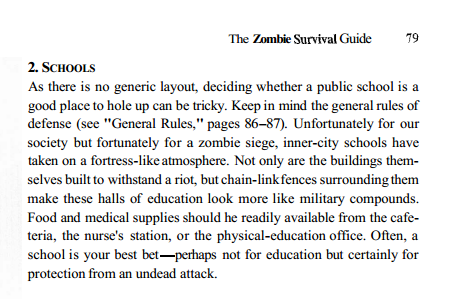 The Zombie Survival Guide 79
2. SCHOOLS
As there is no generic layout, deciding whether a public school is a
good place to hole up can be tricky. Keep in mind the general rules of
defense (see "General Rules," pages 86–87). Unfortunately for our
society but fortunately for a zombie siege, inner-city schools have
taken on a fortress-like atmosphere. Not only are the buildings them-
selves built to withstand a riot, but chain-link fences surrounding them
make these halls of education look more like military compounds.
Food and medical supplies should he readily available from the cafe-
teria, the nurse's station, or the physical-education office. Often, a
school is your best bet—perhaps not for education but certainly for
protection from an undead attack.